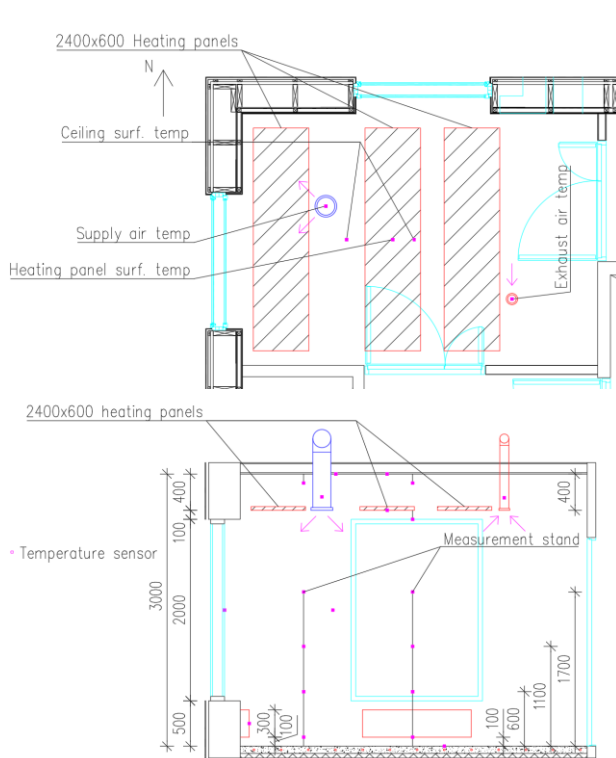 2400x600 Heating panels
N
Ceiling surf. temp
Supply air temp
Heating panel surf. temp
Exhaust air temp
2400x600 heating panels
Measurement stand
Temperature sensor
3000
400
100
2000
500
300
100
400
100
600
1100
1700